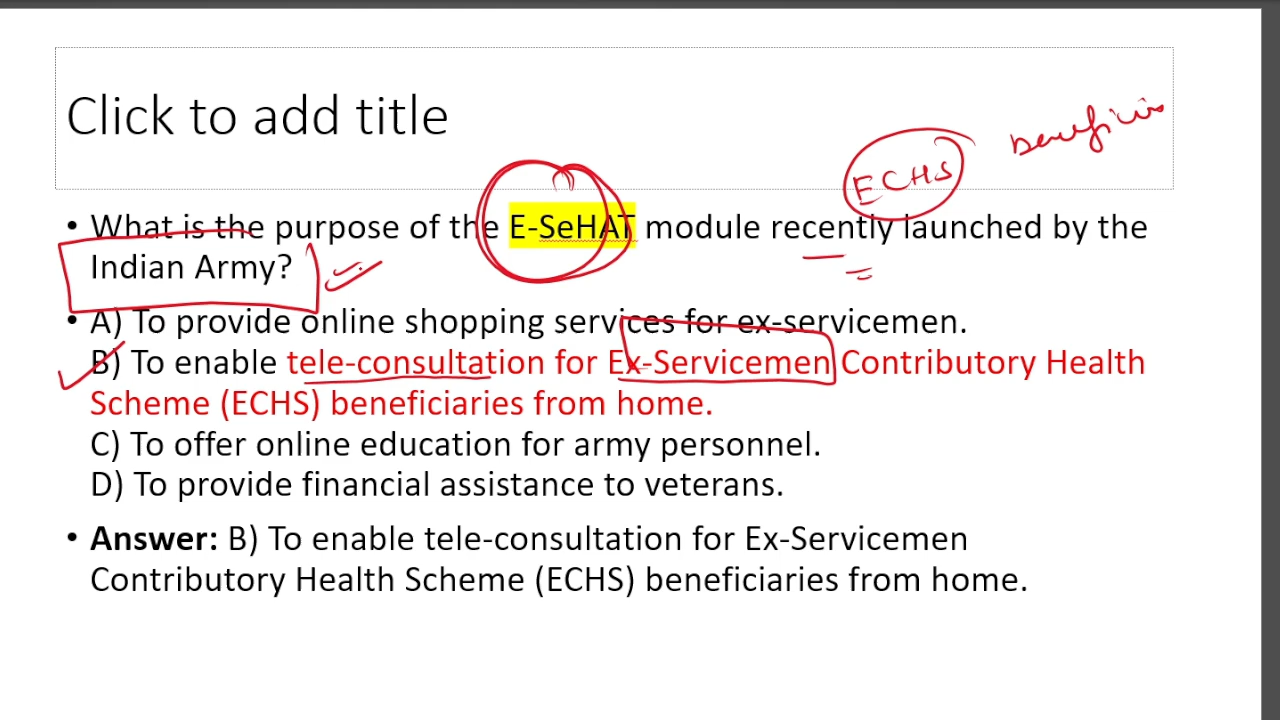 Click to add title
ECHS
• What is the purpose of the E-SeHAT module recently launched by the
Indian Army?
• A) To provide online shopping services for ex-servicemen.
B) To enable tele-consultation for Ex-Servicemen Contributory Health
Scheme (ECHS) beneficiaries from home.
C) To offer online education for army personnel.
D) To provide financial assistance to veterans.
• Answer: B) To enable tele-consultation for Ex-Servicemen
Contributory Health Scheme (ECHS) beneficiaries from home.